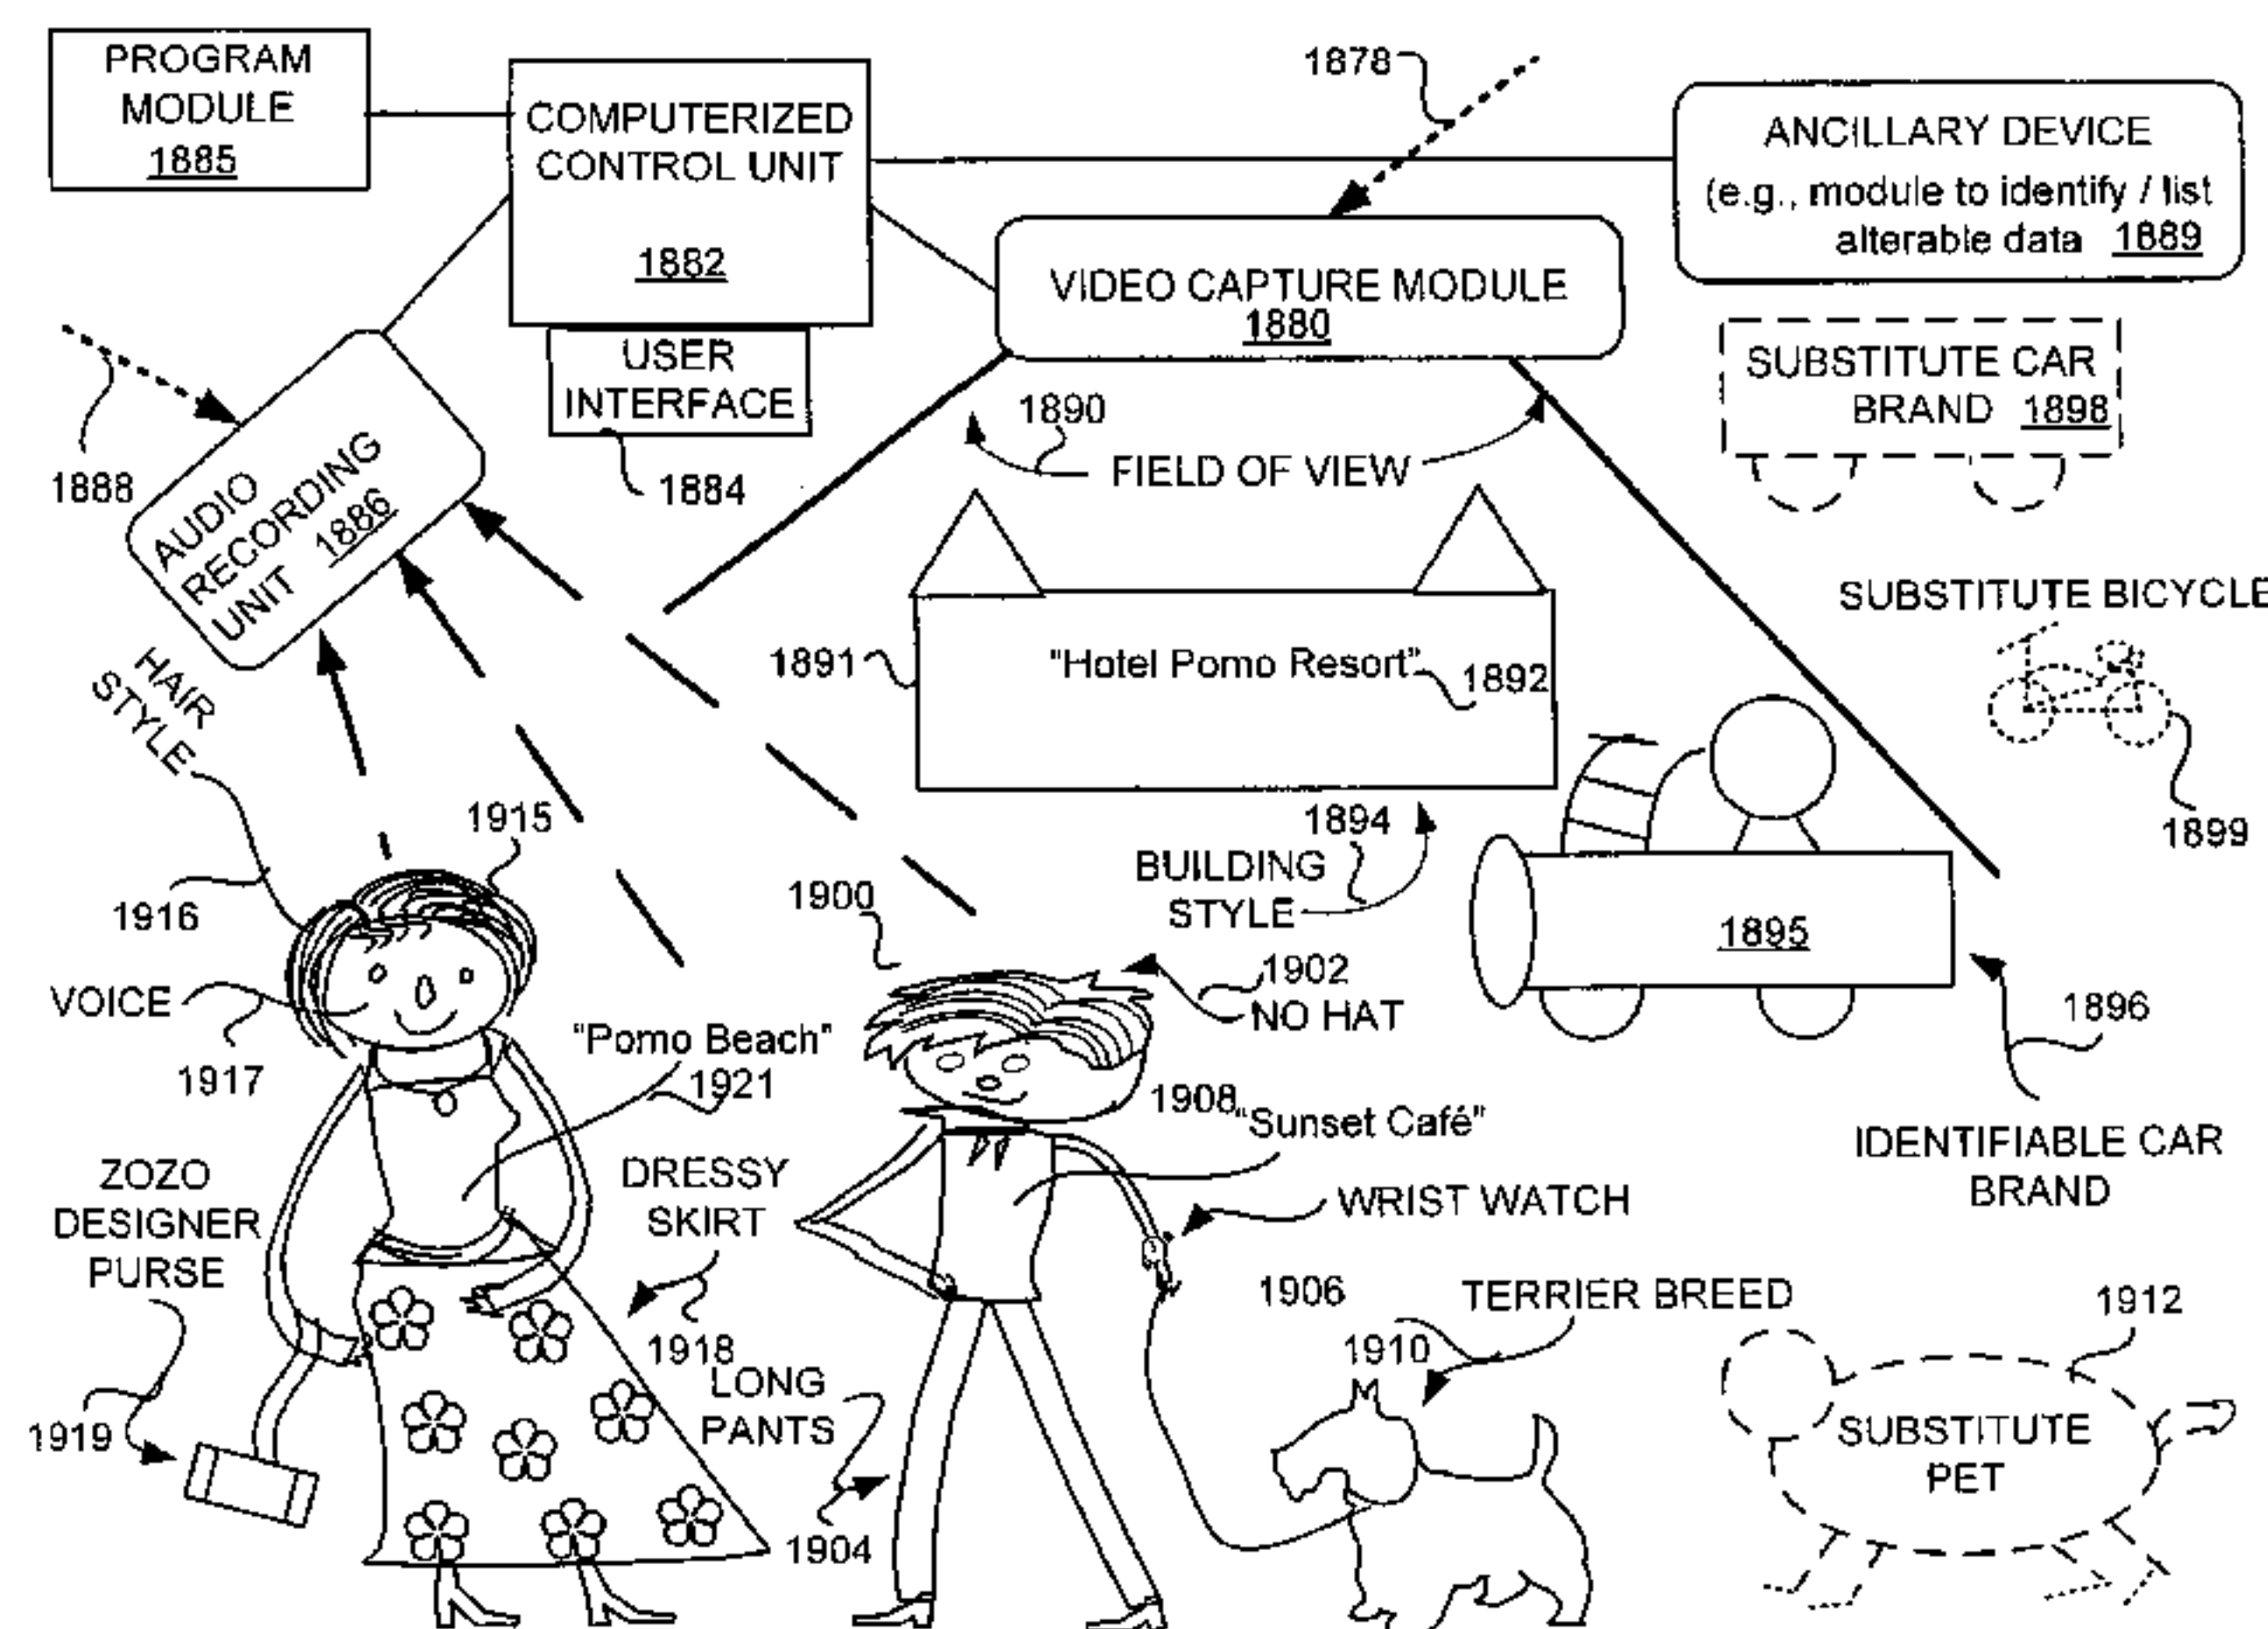 PROGRAM
MODULE
1885
COMPUTERIZED
CONTROL UNIT
1882
USER
INTERFACE
1884
1878
VIDEO CAPTURE MODULE
1880
ANCILLARY DEVICE
(e.g., module to identify / list
alterable data 1889
SUBSTITUTE CAR
BRAND 1898
1888
AUDIO
RECORDING
UNIT 1886
1890
FIELD OF VIEW
SUBSTITUTE BICYCLE
1899
1891
"Hotel Pomo Resort"
1892
1894
BUILDING
STYLE
1895
1896
IDENTIFIABLE CAR
BRAND
HAIR
STYLE
1915
1916
VOICE
1917
"Pomo Beach"
1921
1900
1902
NO HAT
1908
"Sunset Café"
WRIST WATCH
1906
ZOZO
DESIGNER
PURSE
1919
DRESSY
SKIRT
1918
LONG
PANTS
1904
TERRIER BREED
1910
1912
SUBSTITUTE
PET